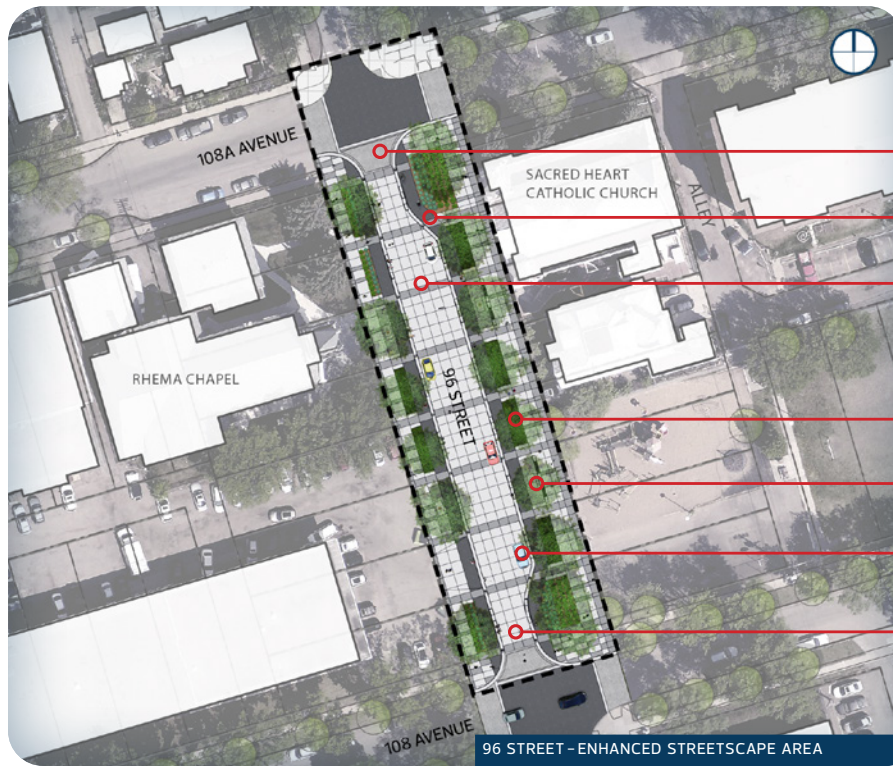 108A AVENUE
SACRED HEART
CATHOLIC CHURCH
ALLEY
RHEMA CHAPEL
96 STREET
108 AVENUE
96 STREET – ENHANCED STREETSCAPE AREA